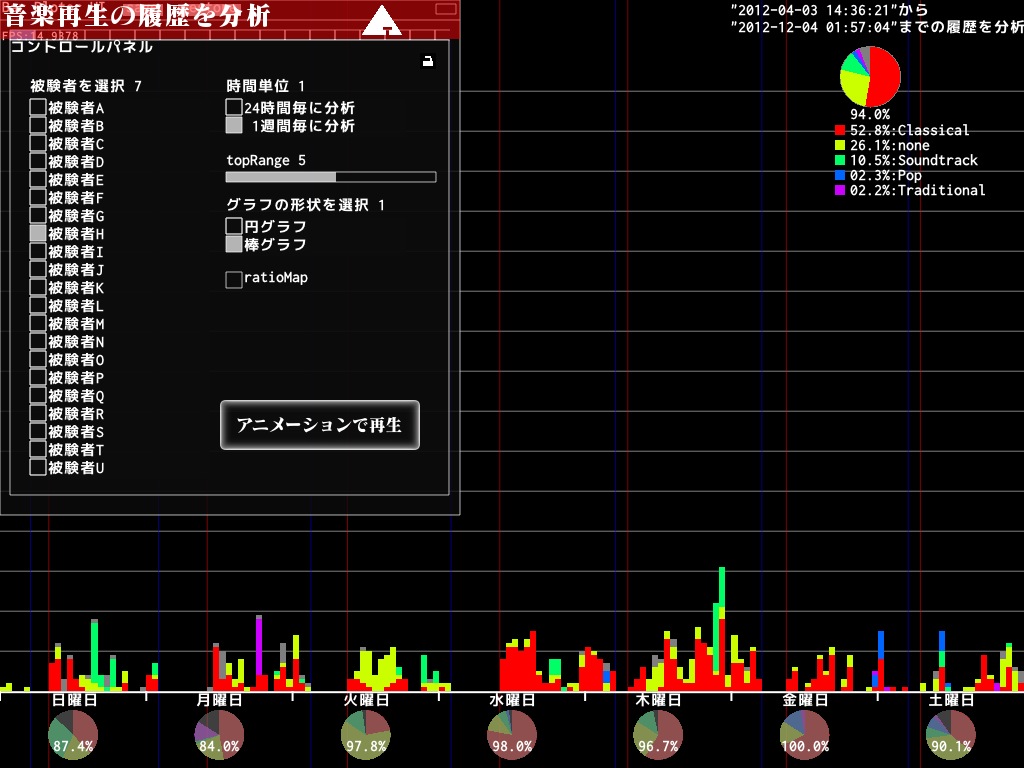 音楽再生の履歴を分析
FPS:14.9378
コントロールパネル
被験者を選択 7
被験者A
被験者B
被験者C
被験者D
被験者E
被験者F
被験者G
被験者H
被験者I
被験者J
被験者K
被験者L
被験者M
被験者N
被験者O
被験者P
被験者Q
被験者R
被験者S
被験者T
被験者U
時間単位 1
24時間毎に分析
1週間毎に分析
topRange 5
グラフの形状を選択 1
円グラフ
棒グラフ
ratioMap
アニメーションで再生
"2012-04-03 14:36:21"から
"2012-12-04 01:57:04"までの履歴を分析
94.0%
52.8%:Classical
26.1%:none
10.5%:Soundtrack
02.3%:Pop
02.2%:Traditional
日曜日 月曜日 火曜日 水曜日 木曜日 金曜日 土曜日
87.4% 84.0% 97.8% 98.0% 96.7% 100.0% 90.1%